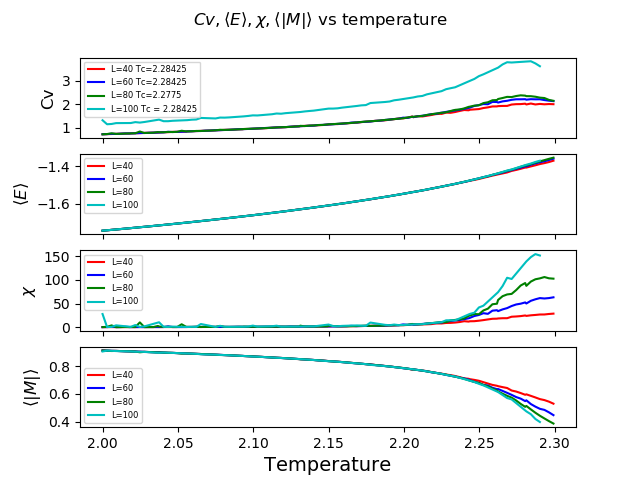 Cv, ⟨E⟩, χ, ⟨|M|⟩ vs temperature
Cv
3
2
1
L=40 Tc=2.28425
L=60 Tc=2.28425
L=80 Tc=2.2775
L=100 Tc = 2.28425
⟨E⟩
−1.4
−1.6
L=40
L=60
L=80
L=100
χ
150
100
50
0
L=40
L=60
L=80
L=100
⟨|M|⟩
0.8
0.6
0.4
L=40
L=60
L=80
L=100
2.00 2.05 2.10 2.15 2.20 2.25 2.30
Temperature